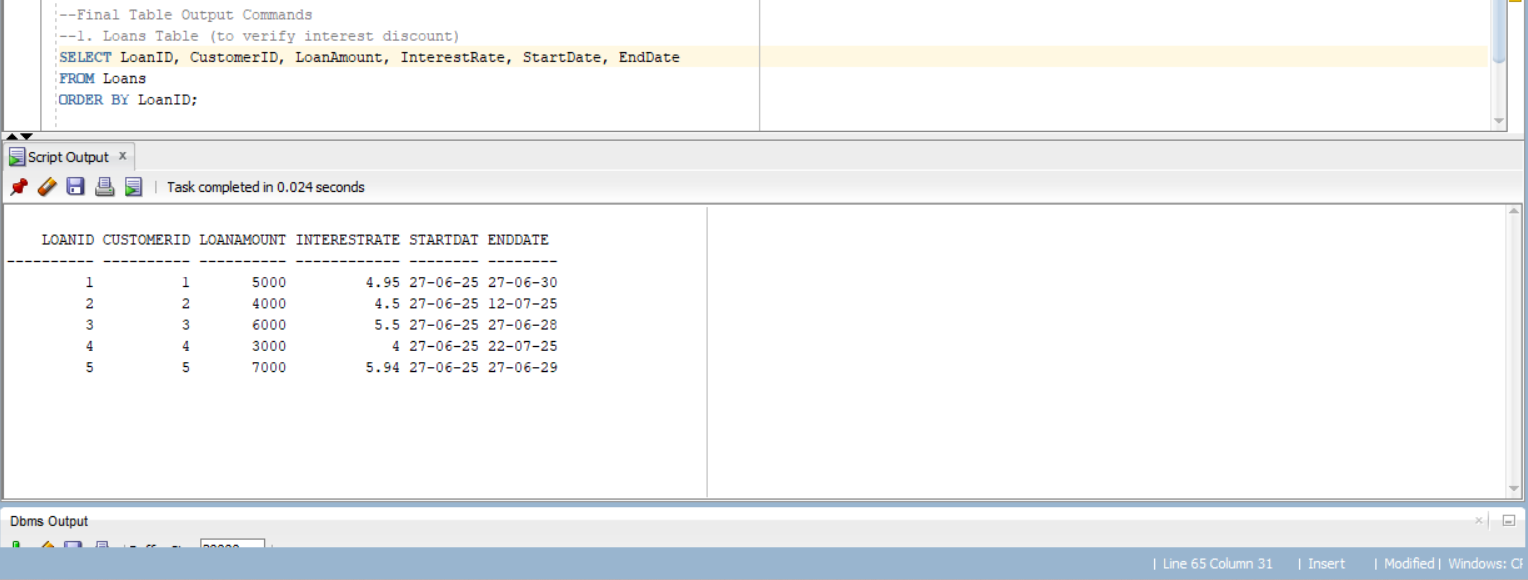 --Final Table Output Commands
--1. Loans Table (to verify interest discount)
SELECT LoanID, CustomerID, LoanAmount, InterestRate, StartDate, EndDate
FROM Loans
ORDER BY LoanID;
Script Output x
Task completed in 0.024 seconds
LOANID CUSTOMERID LOANAMOUNT INTERESTRATE STARTDAT ENDDATE
---------- ---------- ---------- ------------ -------- --------
1 1 5000 4.95 27-06-25 27-06-30
2 2 4000 4.5 27-06-25 12-07-25
3 3 6000 5.5 27-06-25 27-06-28
4 4 3000 4 27-06-25 22-07-25
5 5 7000 5.94 27-06-25 27-06-29
Dbms Output
| Line 65 Column 31 | Insert | Modified | Windows: